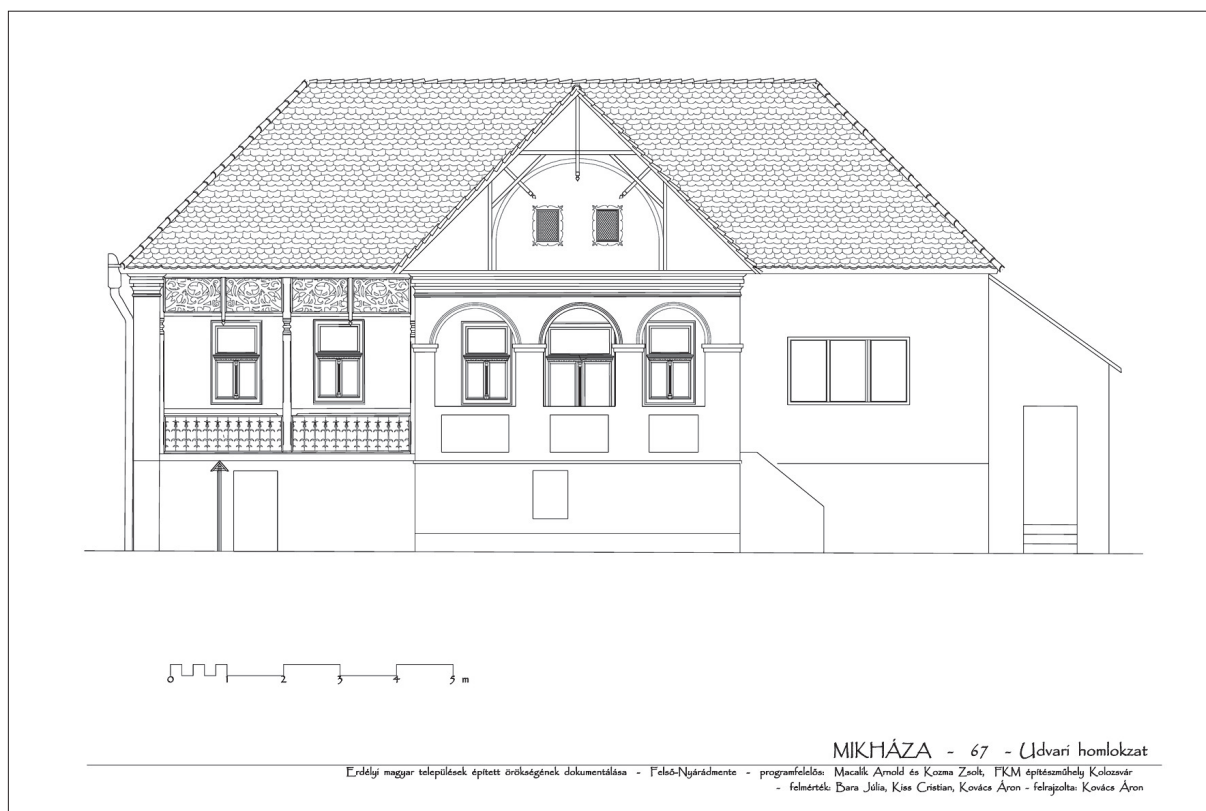 0 1 2 3 4 5 m
MIKHÁZA - 67 - Udvari homlokzat
Erdélyi magyar települések épített örökségének dokumentálása - Felső-Nyárádmente - programfelelős: Macalik Arnold és Kozma Zsolt, FKM építészműhely Kolozsvár
- felmérték: Bara Júlia, Kiss Cristian, Kovács Áron - felrajzolta: Kovács Áron